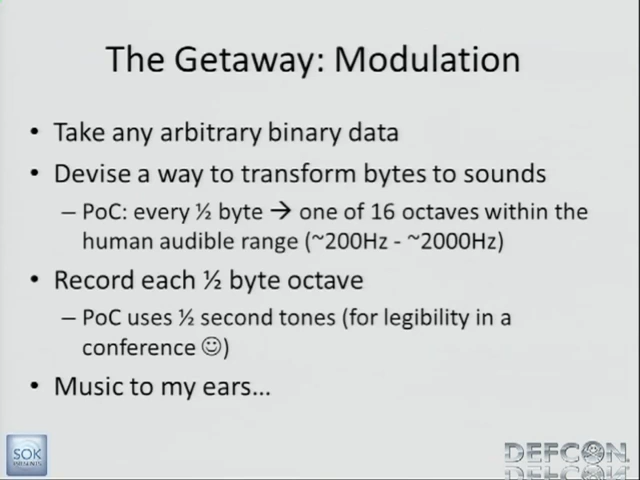 The Getaway: Modulation
• Take any arbitrary binary data
• Devise a way to transform bytes to sounds
– PoC: every ½ byte → one of 16 octaves within the
human audible range (~200Hz - ~2000Hz)
• Record each ½ byte octave
– PoC uses ½ second tones (for legibility in a
conference ☺)
• Music to my ears...
SOK
DEFCON